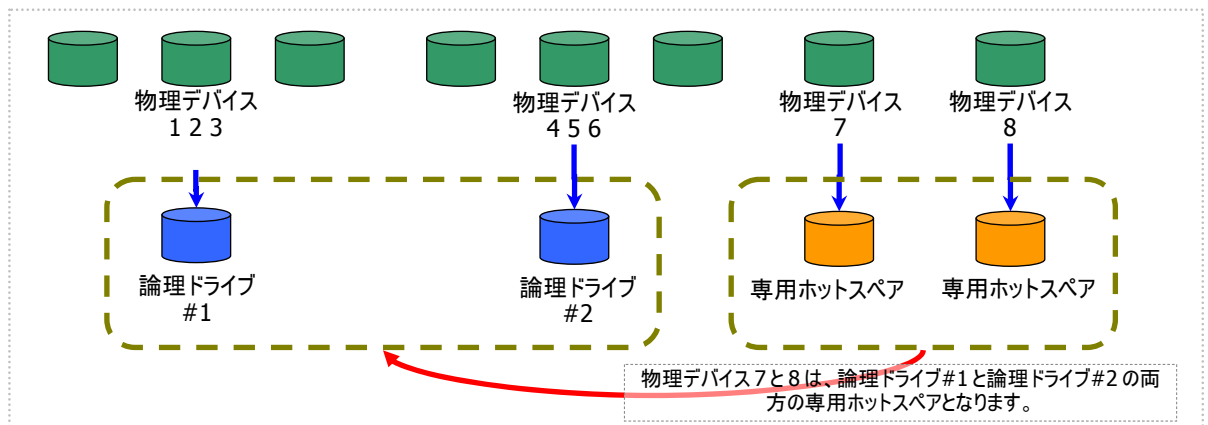 物理デバイス
1 2 3
物理デバイス
4 5 6
物理デバイス
7
物理デバイス
8
論理ドライブ
#1
論理ドライブ
#2
専用ホットスペア
専用ホットスペア
物理デバイス7と8は、論理ドライブ#1と論理ドライブ#2の両
方の専用ホットスペアとなります。